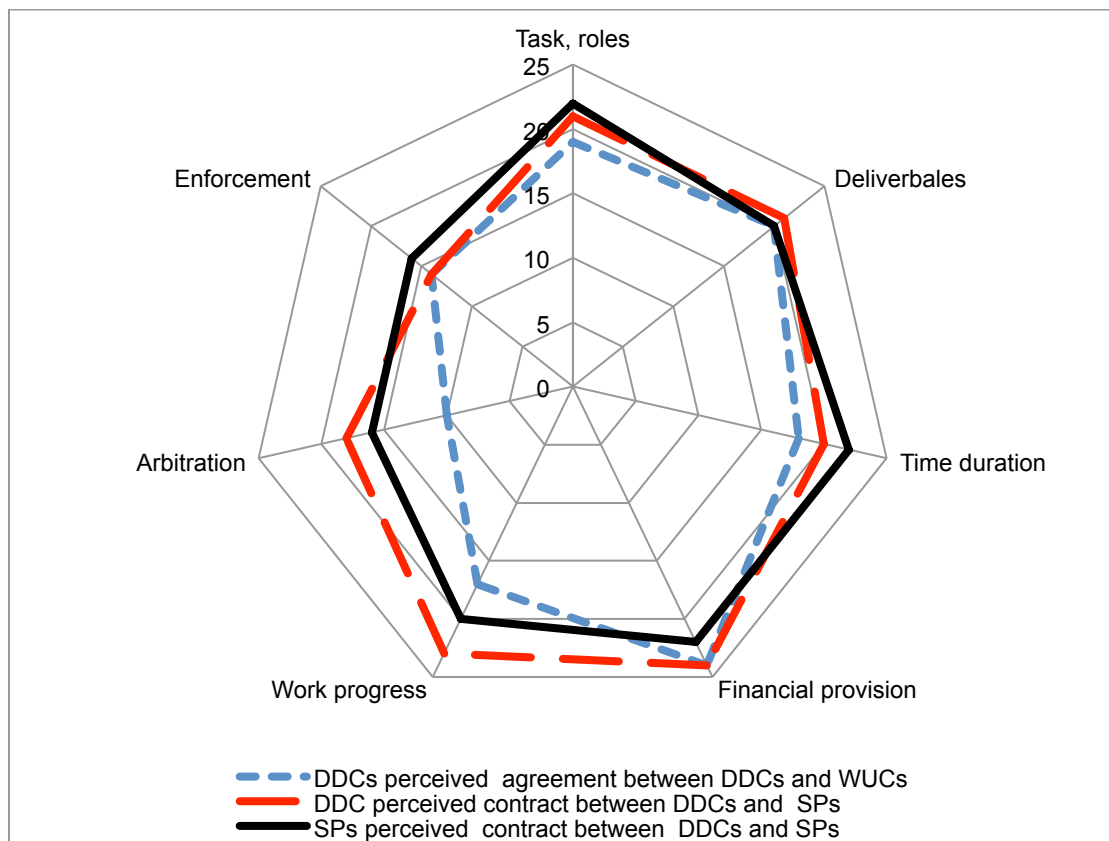 Task, roles
25
20
Enforcement
15
Deliverbales
10
5
0
Arbitration
Time duration
Work progress
Financial provision
DDCs perceived  agreement between DDCs and WUCs
DDC perceived contract between DDCs and  SPs
SPs perceived  contract between  DDCs and SPs